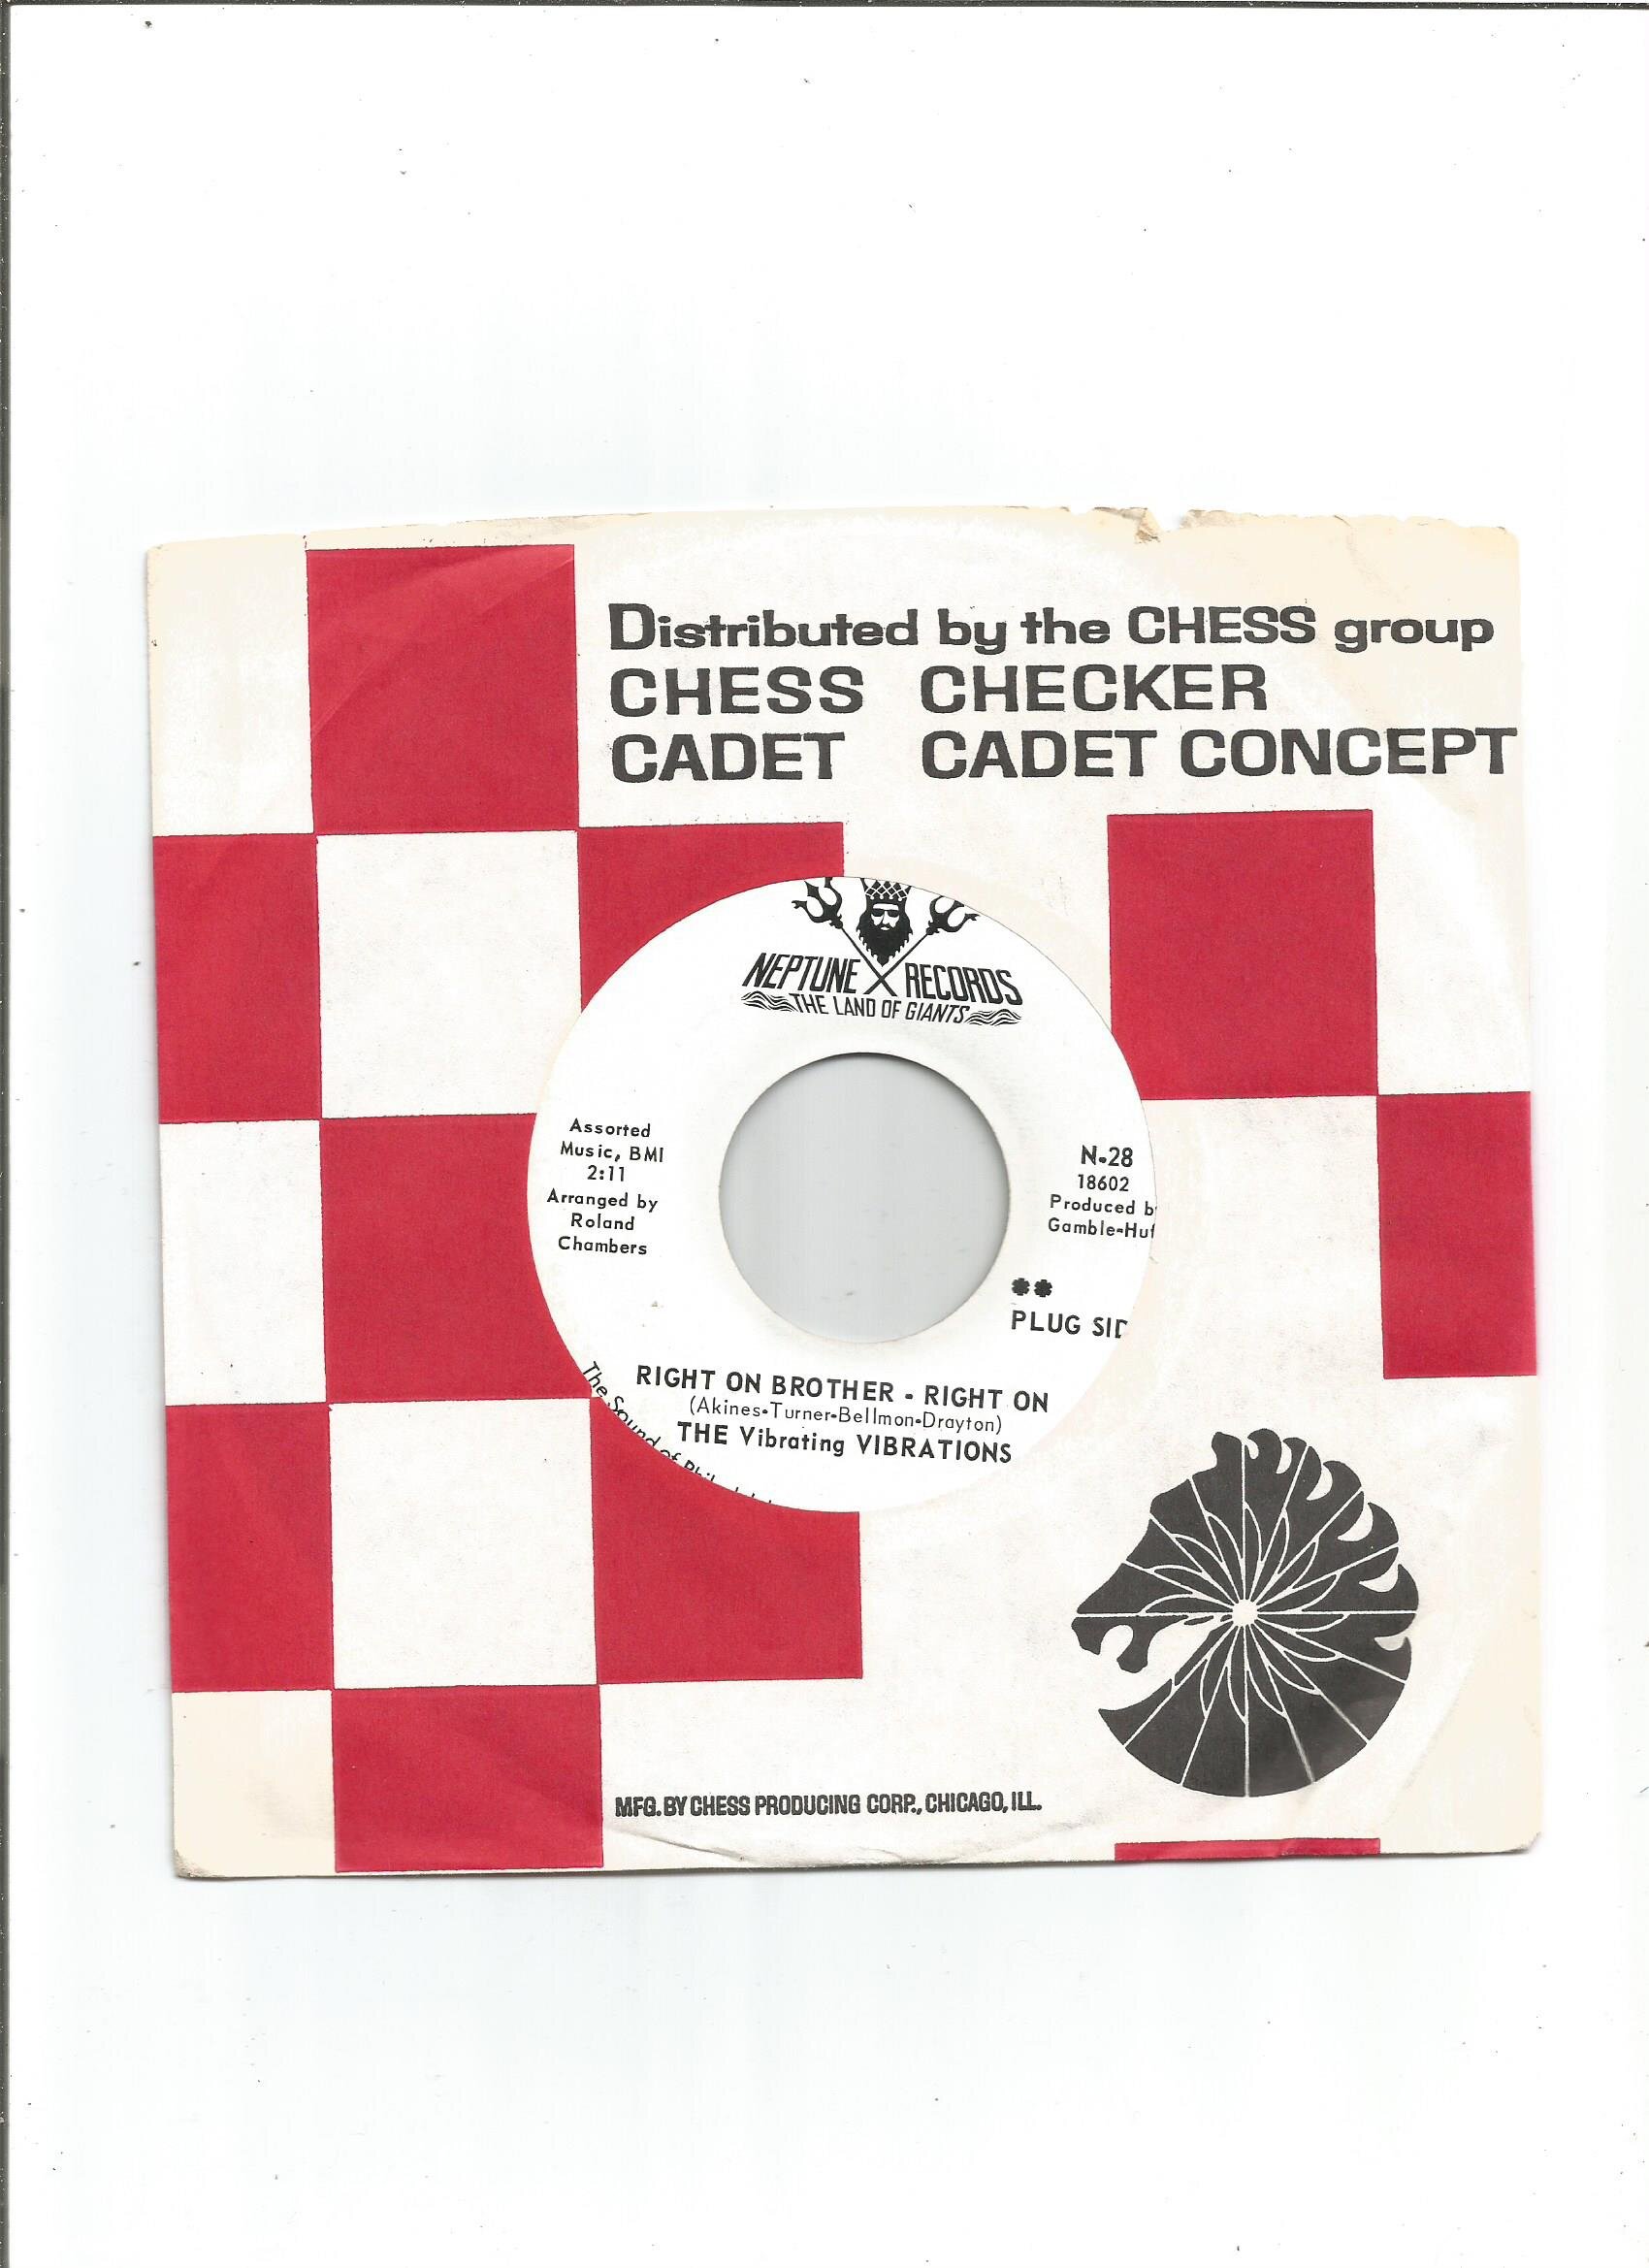 Distributed by the CHESS group
CHESS CHECKER
CADET CADET CONCEPT
NEPTUNE RECORDS
THE LAND OF GIANTS
Assorted
Music, BMI
2:11
Arranged by
Roland
Chambers
N-28
18602
Produced b
Gamble-Huf
**
PLUG SID
RIGHT ON BROTHER - RIGHT ON
(Akines-Turner-Bellmon-Drayton)
THE Vibrating VIBRATIONS
The Sound of
MFG. BY CHESS PRODUCING CORP., CHICAGO, ILL.